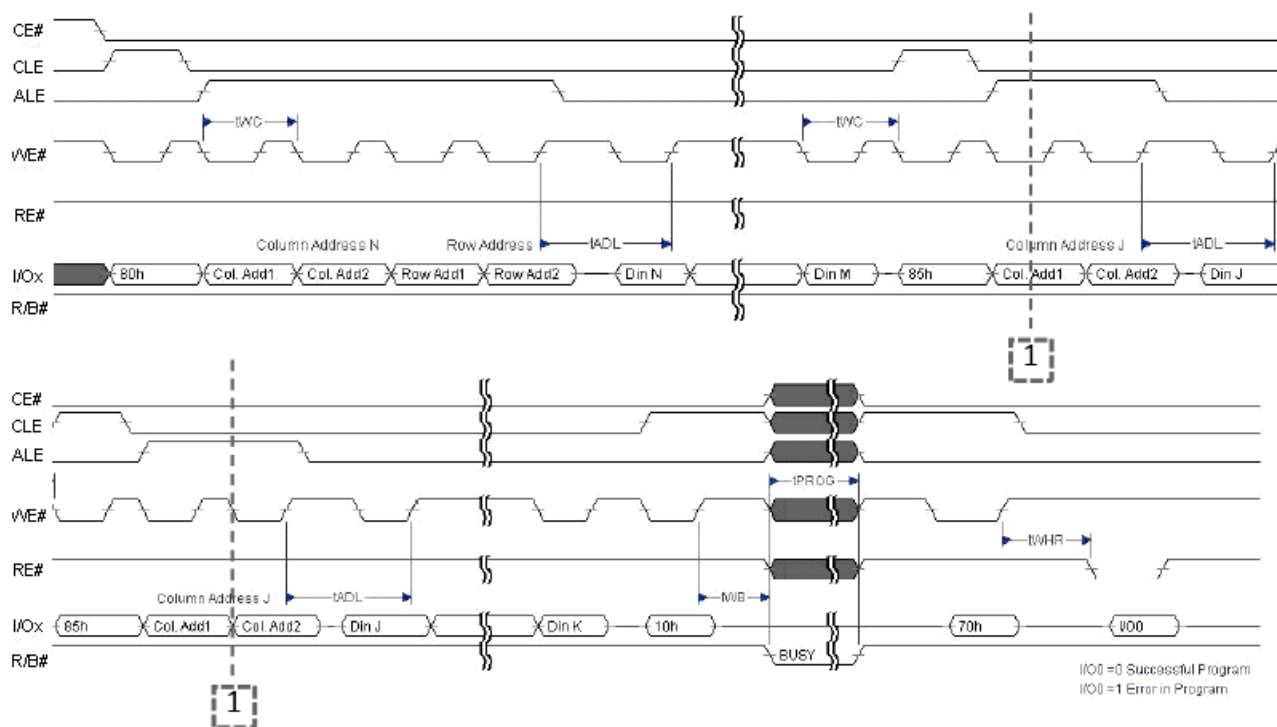 CE#
CLE
ALE
tWC tWC
WE#
RE#
Column Address N Row Address tADL Column Address J tADL
I/Ox 80h Col. Add1 Col. Add2 Row Add1 Row Add2 Din N Din M 85h Col. Add1 Col. Add2 Din J
R/B#
1
CE#
CLE
ALE
tPROG
WE#
tWHR
RE#
Column Address J tADL tWB
I/Ox 85h Col. Add1 Col. Add2 Din J Din K 10h 70h I/O0
R/B# BUSY
I/O0 =0 Successful Program
I/O0 =1 Error in Program
1